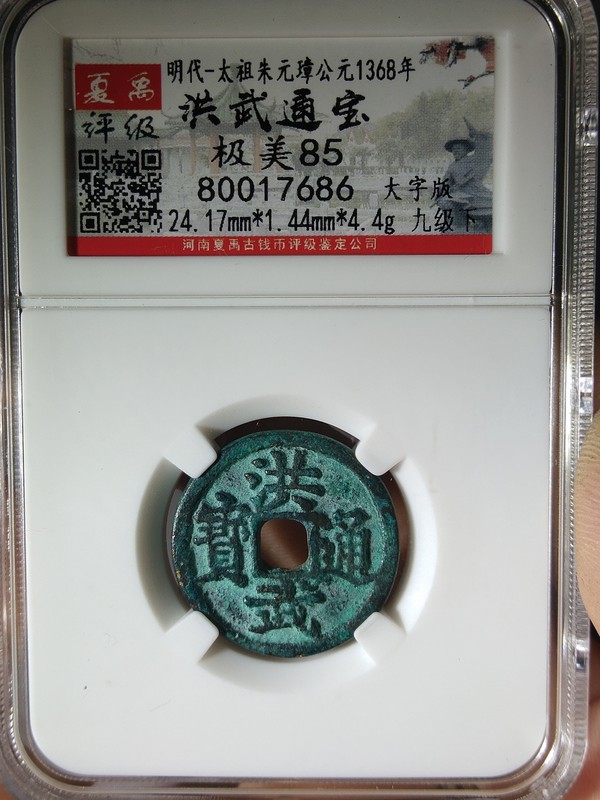 夏禹
评级
明代-太祖朱元璋公元1368年
洪武通宝
极美85
80017686 大字版
24.17mm*1.44mm*4.4g 九级下
河南夏禹古钱币评级鉴定公司
洪武通寶